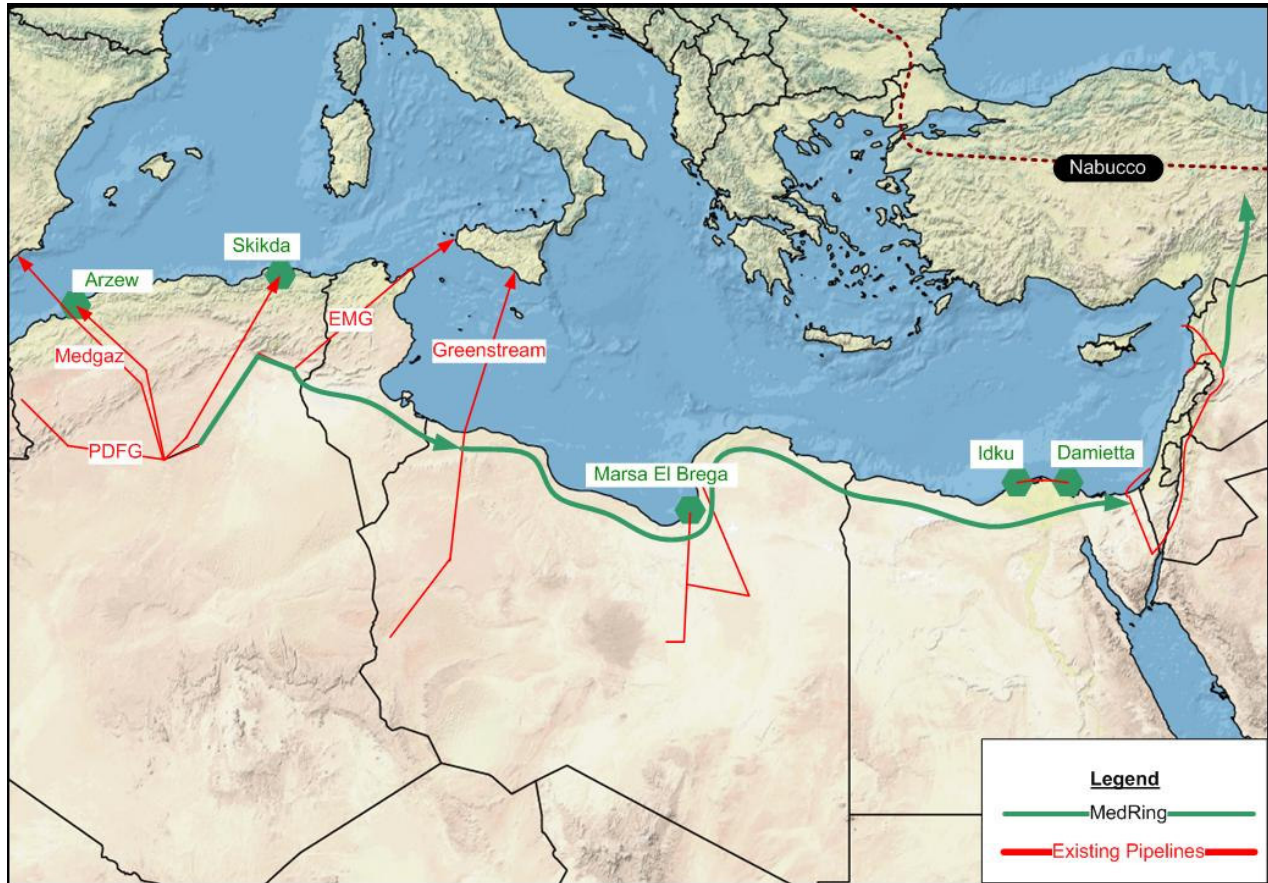 Nabucco
Skikda
Arzew
EMG
Medgaz
Greenstream
PDFG
Marsa El Brega
Idku
Damietta
Legend
MedRing
Existing Pipelines